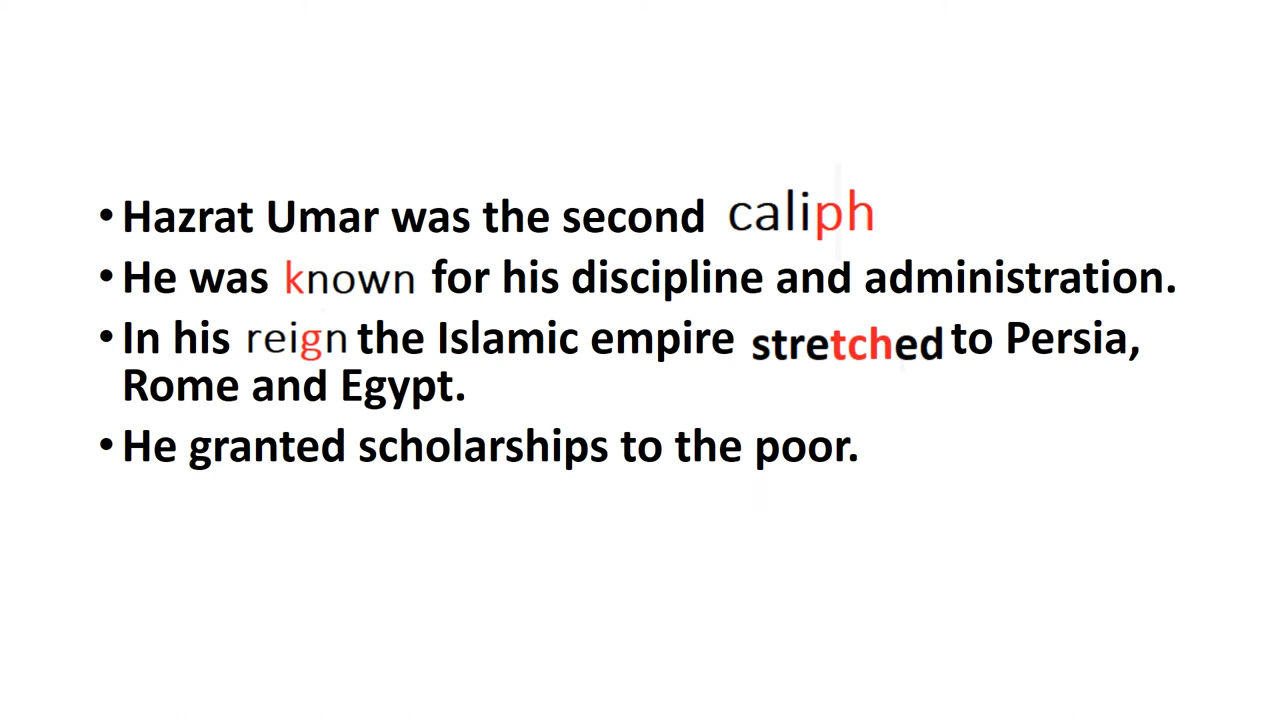 • Hazrat Umar was the second caliph
• He was known for his discipline and administration.
• In his reign the Islamic empire stretched to Persia,
Rome and Egypt.
• He granted scholarships to the poor.